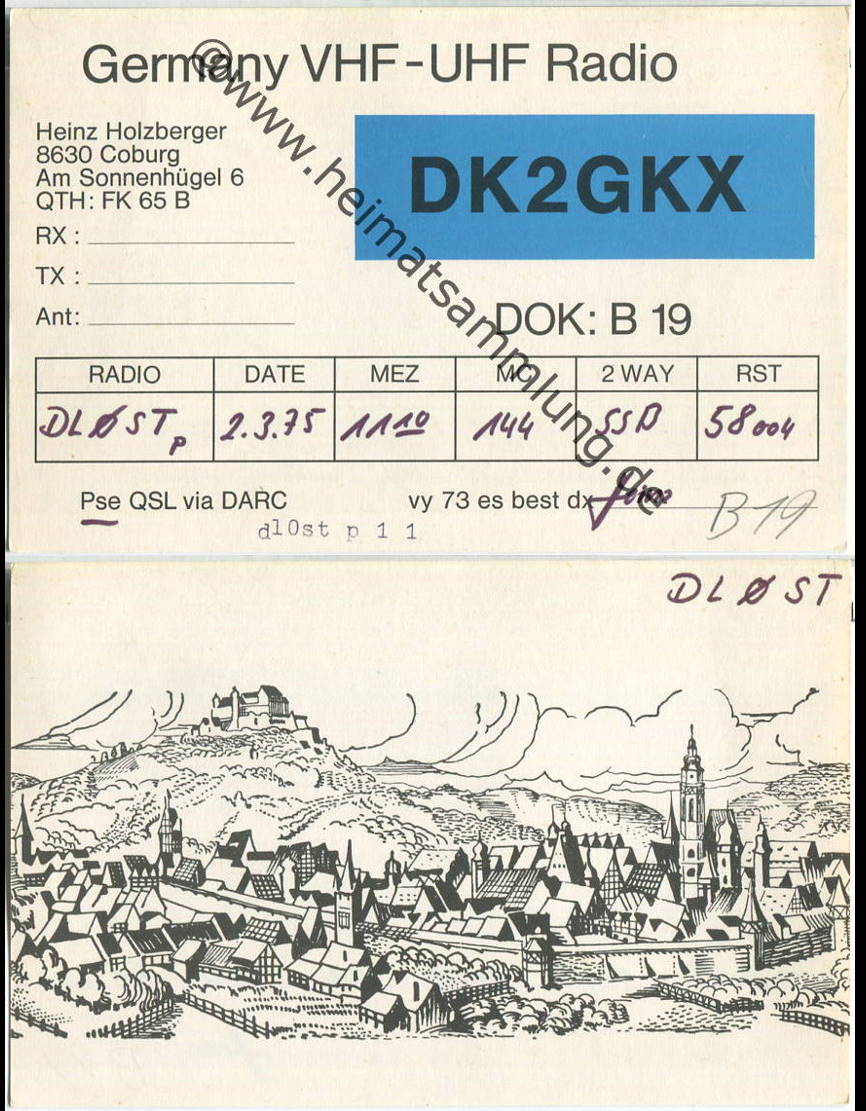 Germany VHF-UHF Radio
Heinz Holzberger
8630 Coburg
Am Sonnenhügel 6
QTH: FK 65 B
DK2GKX
RX :
TX :
Ant:
DOK: B 19
RADIO DATE MEZ MC 2 WAY RST
DLØSTp 2.3.75 1110 144 SSB 58004
Pse QSL via DARC vy 73 es best dx
B19
dl0st p 1 1
©www.heimatsammlung.de
DLØST